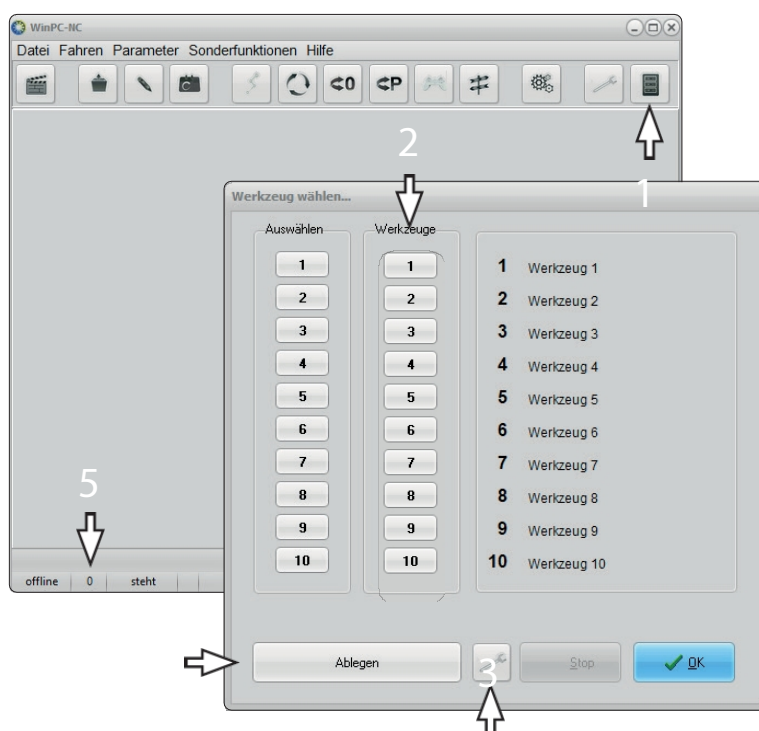 WinPC-NC
Datei Fahren Parameter Sonderfunktionen Hilfe
C 0 P
2
1
Werkzeug wählen...
Auswählen Werkzeuge
1 1 1 Werkzeug 1
2 2 2 Werkzeug 2
3 3 3 Werkzeug 3
4 4 4 Werkzeug 4
5 5 5 Werkzeug 5
6 6 6 Werkzeug 6
7 7 7 Werkzeug 7
8 8 8 Werkzeug 8
9 9 9 Werkzeug 9
10 10 10 Werkzeug 10
5
offline 0 steht
Ablegen 3 Stop OK